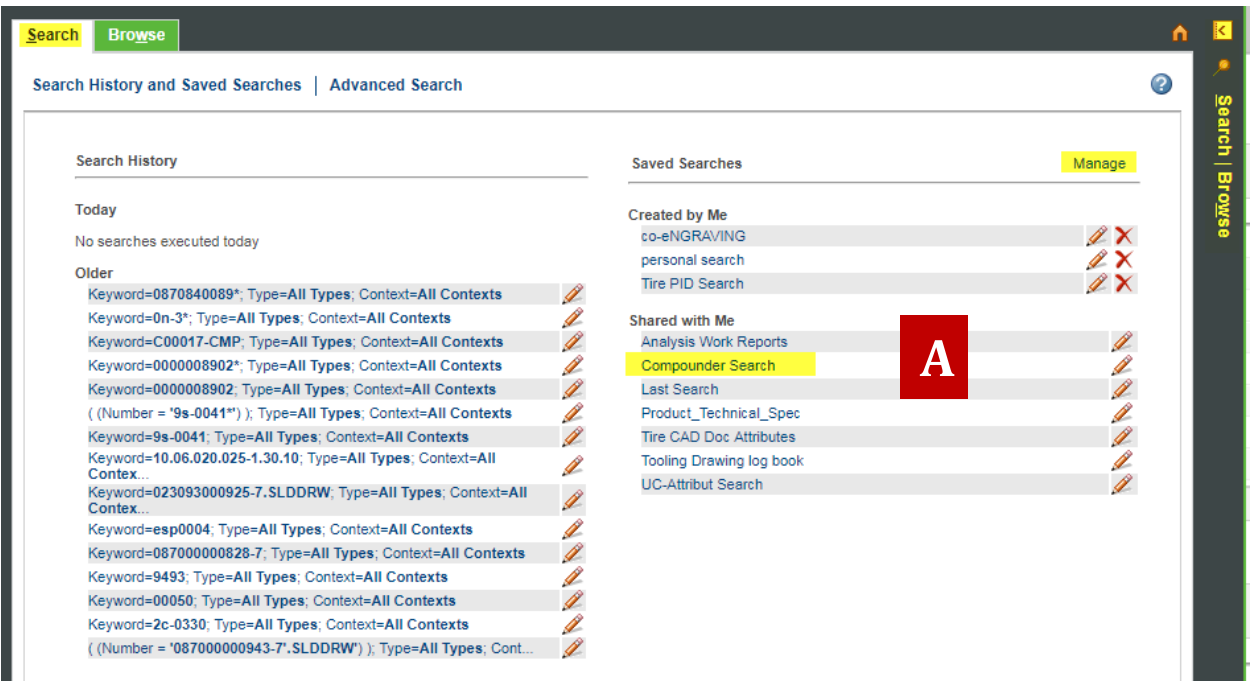 Search Browse
Search History and Saved Searches | Advanced Search
Search | Browse
Search History
Today
No searches executed today
Older
Keyword=0870840089*; Type=All Types; Context=All Contexts
Keyword=0n-3*; Type=All Types; Context=All Contexts
Keyword=C00017-CMP; Type=All Types; Context=All Contexts
Keyword=0000008902*; Type=All Types; Context=All Contexts
Keyword=0000008902; Type=All Types; Context=All Contexts
( (Number = '9s-0041*') ); Type=All Types; Context=All Contexts
Keyword=9s-0041; Type=All Types; Context=All Contexts
Keyword=10.06.020.025-1.30.10; Type=All Types; Context=All
Contex...
Keyword=023093000925-7.SLDDRW; Type=All Types; Context=All
Contex...
Keyword=esp0004; Type=All Types; Context=All Contexts
Keyword=087000000828-7; Type=All Types; Context=All Contexts
Keyword=9493; Type=All Types; Context=All Contexts
Keyword=00050; Type=All Types; Context=All Contexts
Keyword=2c-0330; Type=All Types; Context=All Contexts
( (Number = '087000000943-7'.SLDDRW') ); Type=All Types; Cont...
Saved Searches Manage
Created by Me
co-eNGRAVING
personal search
Tire PID Search
Shared with Me
Analysis Work Reports
Compounder Search
Last Search
Product_Technical_Spec
Tire CAD Doc Attributes
Tooling Drawing log book
UC-Attribut Search
A